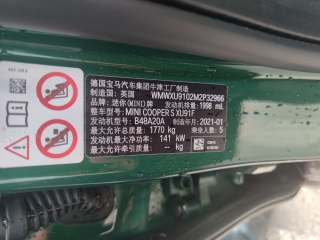 德国宝马汽车集团牛津工厂制造
制造国：英国 WMWXU9102M2P32966
品牌：迷你(MINI)牌 发动机排量：1998 mL
整车型号：MINI COOPER S XU91F
发动机型号：B48A20A 制造年月：2021-01
最大允许总质量：1770 kg 乘坐人数：5
发动机最大净功率：141 kW
最大允许牵引质量：– kg